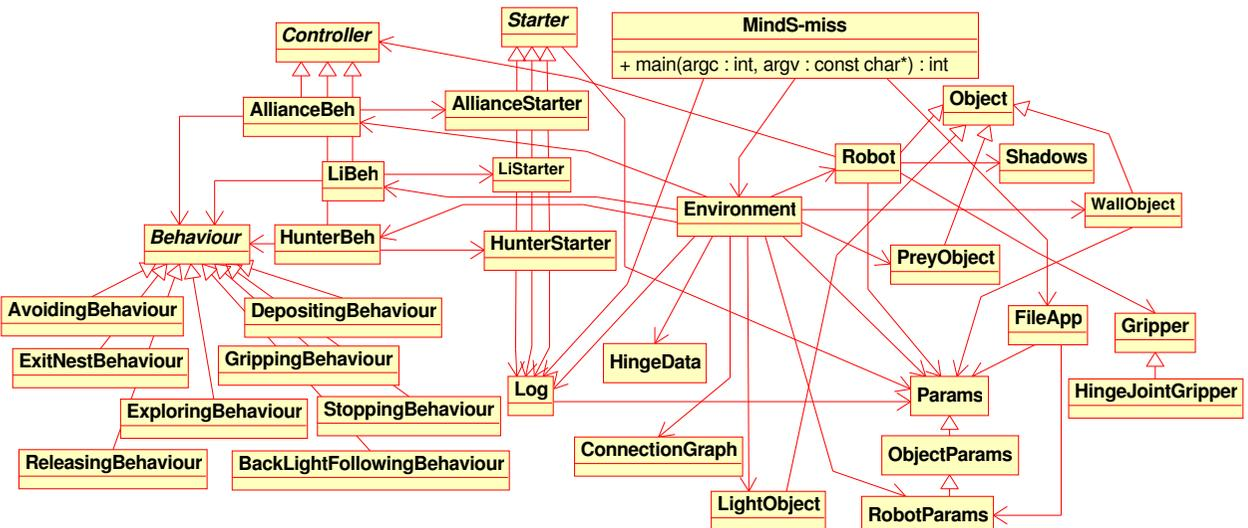 Starter
MindS-miss
Controller
+ main(argc : int, argv : const char*) : int
Object
AllianceBeh
AllianceStarter
Robot
Shadows
LiBeh
LiStarter
Environment
WallObject
Behaviour
HunterBeh
HunterStarter
PreyObject
AvoidingBehaviour
DepositingBehaviour
FileApp
Gripper
ExitNestBehaviour
GrippingBehaviour
HingeData
Log
Params
HingeJointGripper
ExploringBehaviour
StoppingBehaviour
ConnectionGraph
ObjectParams
ReleasingBehaviour
BackLightFollowingBehaviour
LightObject
RobotParams